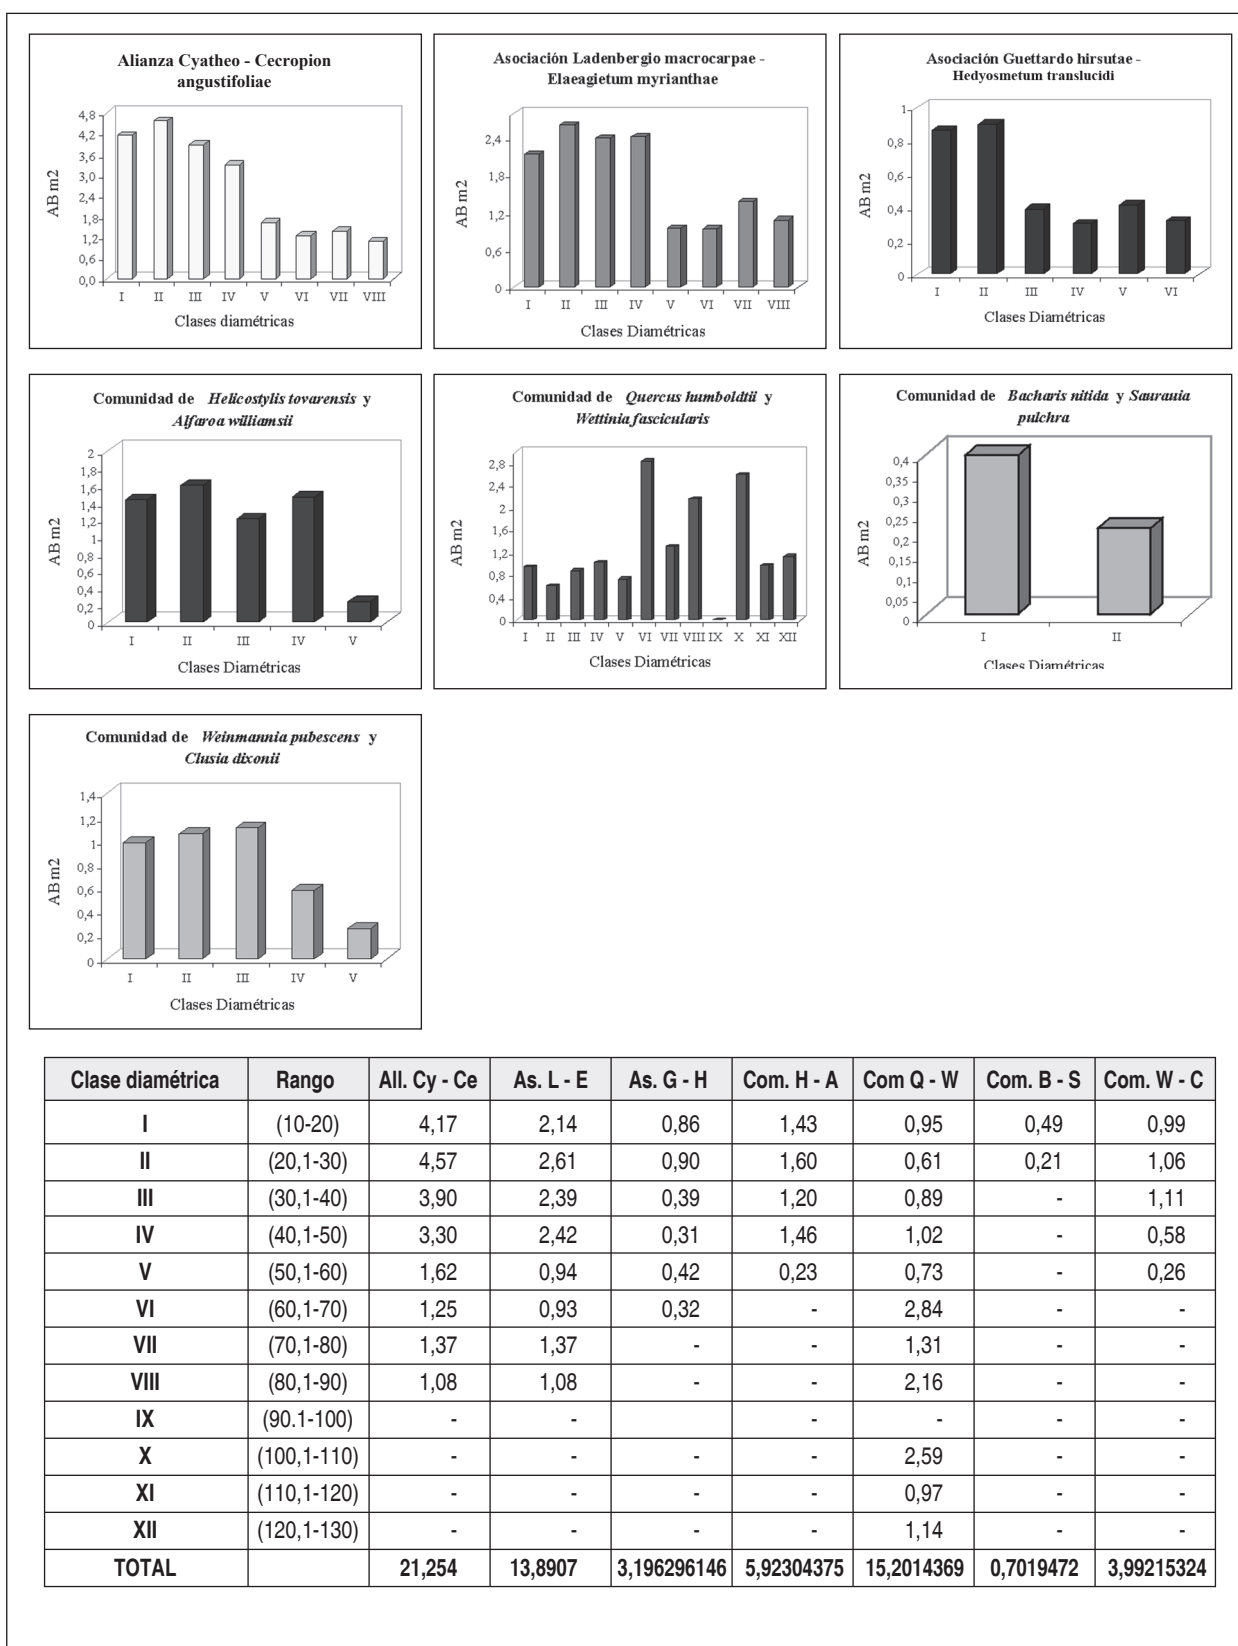 Alianza Cyatheo - Cecropion
angustifoliae
4,8
4,2
3,6
3,0
2,4
1,8
1,2
0,6
0,0
AB m2
I II III IV V VI VII VIII
Clases diamétricas
Asociación Ladenbergio macrocarpae -
Elaeagietum myrianthae
2,4
1,8
1,2
0,6
0
AB m2
I II III IV V VI VII VIII
Clases Diamétricas
Asociación Guettardo hirsutae -
Hedyosmetum translucidi
1
0,8
0,6
0,4
0,2
0
AB m2
I II III IV V VI
Clases Diamétricas
Comunidad de Helicostylis tovarensis y
Alfaroa williamsii
2
1,8
1,6
1,4
1,2
1
0,8
0,6
0,4
0,2
0
AB m2
I II III IV V
Clases Diamétricas
Comunidad de Quercus humboldtii y
Wettinia fascicularis
2,8
2,4
2
1,6
1,2
0,8
0,4
0
AB m2
I II III IV V VI VII VIII IX X XI XII
Clases Diamétricas
Comunidad de Bacharis nitida y Saurauia
pulchra
0,4
0,35
0,3
0,25
0,2
0,15
0,1
0,05
0
AB m2
I II
Clases Diamétricas
Comunidad de Weinmannia pubescens y
Clusia dixonii
1,4
1,2
1
0,8
0,6
0,4
0,2
0
AB m2
I II III IV V
Clases Diamétricas
Clase diamétrica Rango All. Cy - Ce As. L - E As. G - H Com. H - A Com Q - W Com. B - S Com. W - C
I (10-20) 4,17 2,14 0,86 1,43 0,95 0,49 0,99
II (20,1-30) 4,57 2,61 0,90 1,60 0,61 0,21 1,06
III (30,1-40) 3,90 2,39 0,39 1,20 0,89 - 1,11
IV (40,1-50) 3,30 2,42 0,31 1,46 1,02 - 0,58
V (50,1-60) 1,62 0,94 0,42 0,23 0,73 - 0,26
VI (60,1-70) 1,25 0,93 0,32 - 2,84 - -
VII (70,1-80) 1,37 1,37 - - 1,31 - -
VIII (80,1-90) 1,08 1,08 - - 2,16 - -
IX (90.1-100) - - - - - -
X (100,1-110) - - - - 2,59 - -
XI (110,1-120) - - - - 0,97 - -
XII (120,1-130) - - - - 1,14 - -
TOTAL 21,254 13,8907 3,196296146 5,92304375 15,2014369 0,7019472 3,99215324